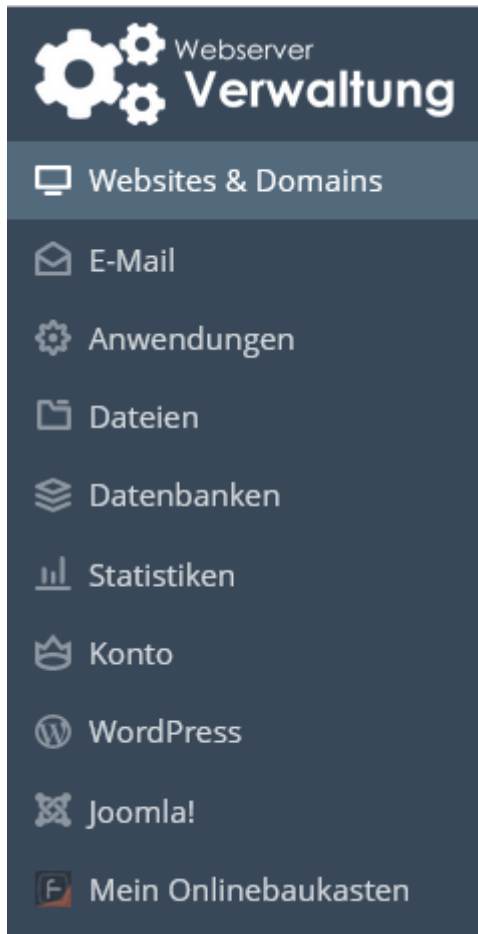 Webserver
Verwaltung
Websites & Domains
E-Mail
Anwendungen
Dateien
Datenbanken
Statistiken
Konto
WordPress
Joomla!
Mein Onlinebaukasten